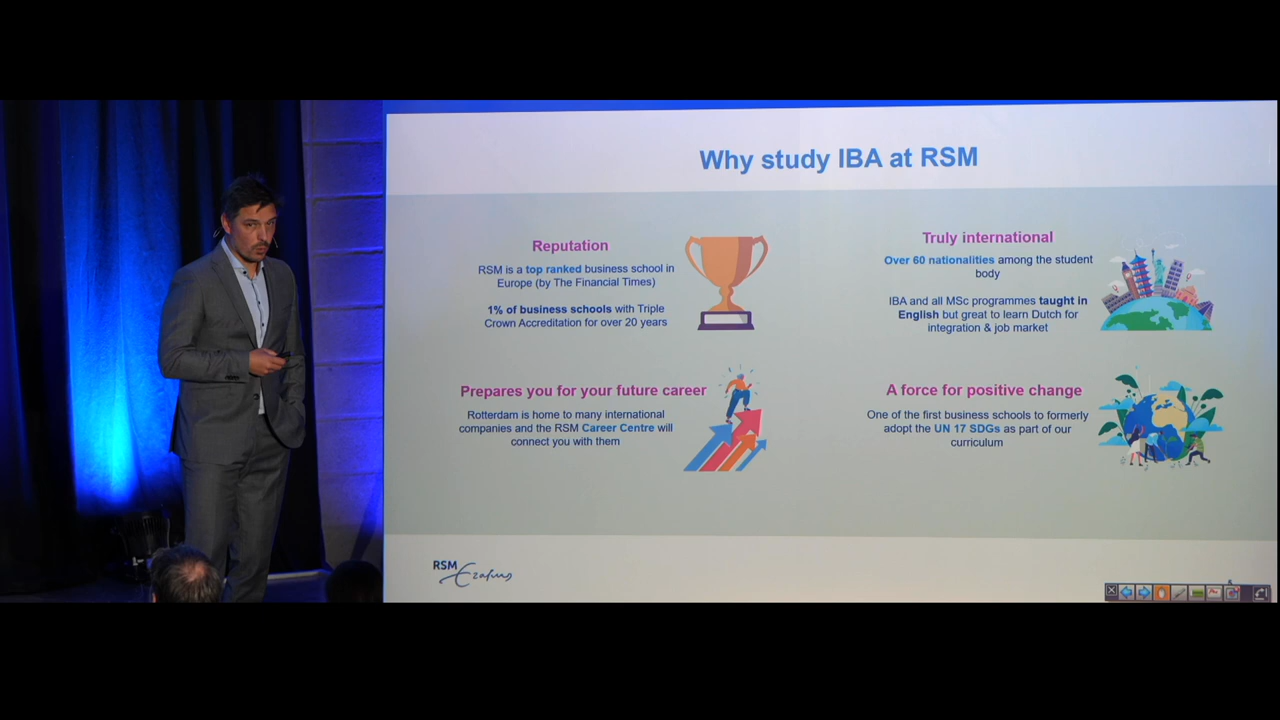 Why study IBA at RSM
Reputation
RSM is a top ranked business school in
Europe (by The Financial Times)
1% of business schools with Triple
Crown Accreditation for over 20 years
Truly international
Over 60 nationalities among the student
body
IBA and all MSc programmes taught in
English but great to learn Dutch for
integration & job market
Prepares you for your future career
Rotterdam is home to many international
companies and the RSM Career Centre will
connect you with them
A force for positive change
One of the first business schools to formerly
adopt the UN 17 SDGs as part of our
curriculum
RSM
Erasmus